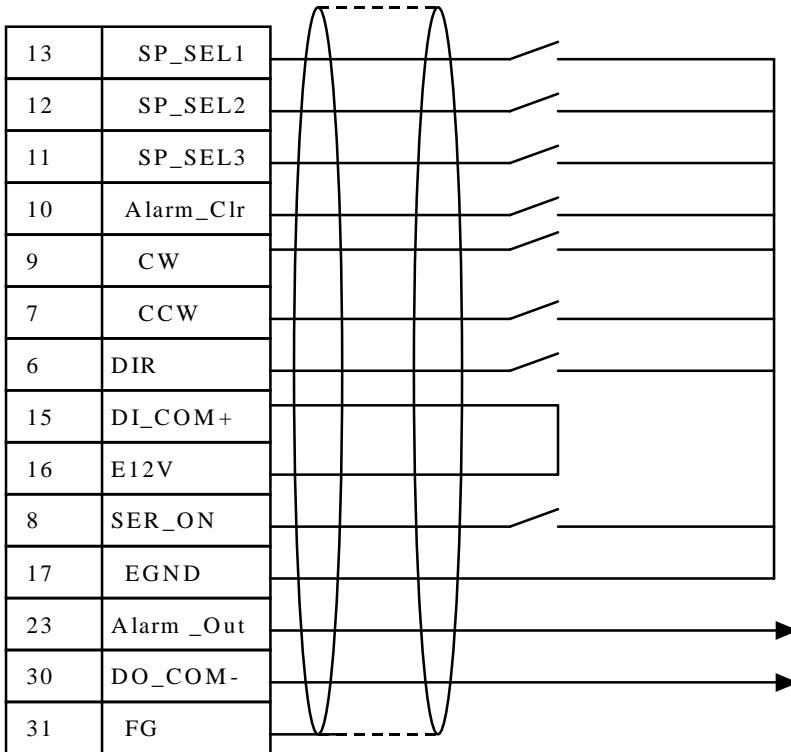 13 SP_SEL1
12 SP_SEL2
11 SP_SEL3
10 Alarm_Clr
9 CW
7 CCW
6 DIR
15 DI_COM+
16 E12V
8 SER_ON
17 EGND
23 Alarm _Out
30 DO_COM-
31 FG